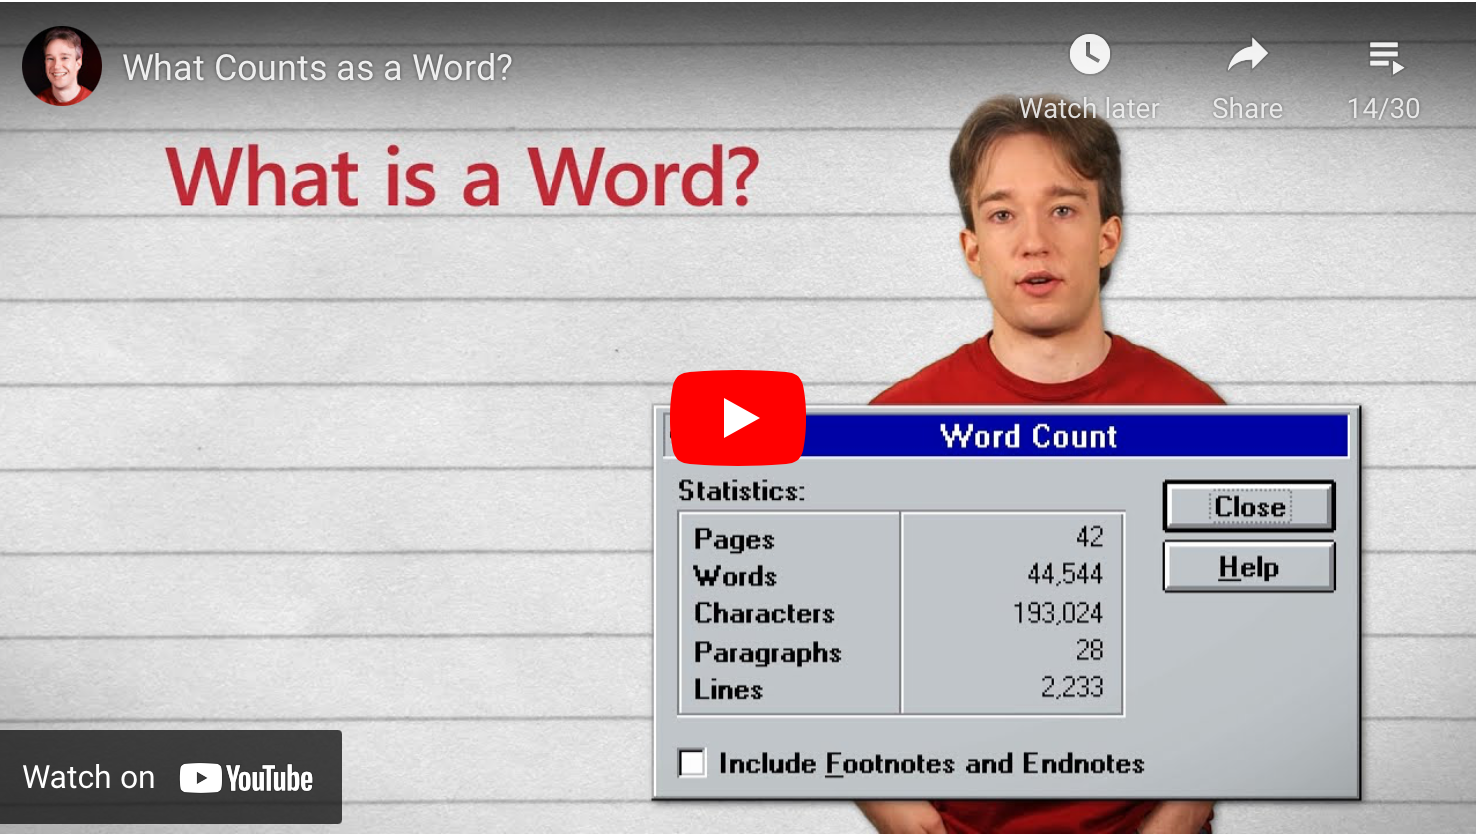 What Counts as a Word?
Watch later
Share
14/30
What is a Word?
Word Count
Statistics:
Close
Pages 42
Help
Words 44,544
Characters 193,024
Paragraphs 28
Lines 2,233
Include Footnotes and Endnotes
Watch on YouTube